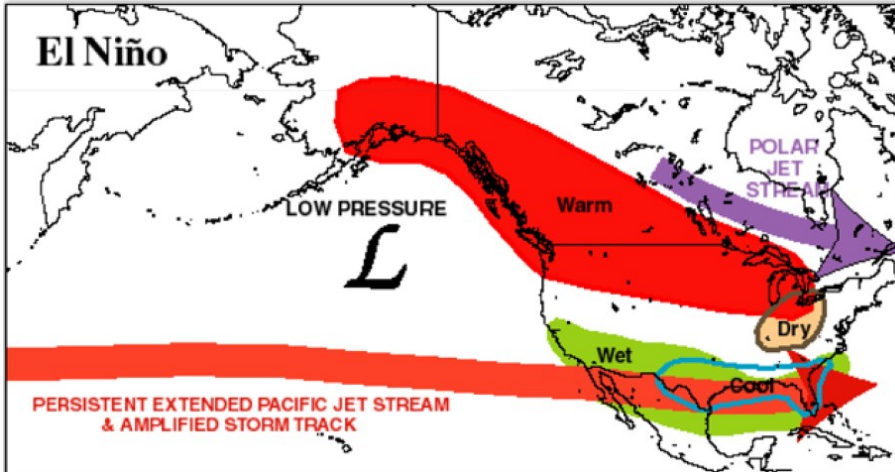 El Niño
POLAR
JET
STREAM
LOW PRESSURE
Warm
L
Dry
Wet
Cool
PERSISTENT EXTENDED PACIFIC JET STREAM
& AMPLIFIED STORM TRACK